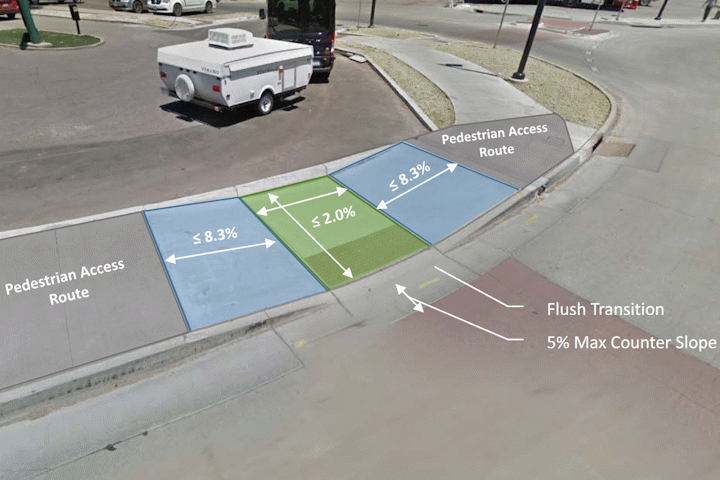 Pedestrian Access
Route
≤ 8.3%
≤ 2.0%
≤ 8.3%
Pedestrian Access
Route
Flush Transition
5% Max Counter Slope